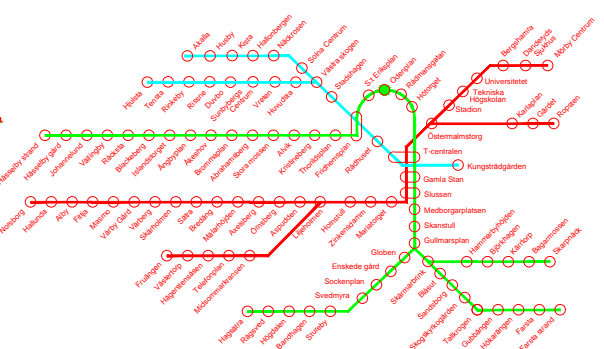 Akalla
Husby
Kista
Hallonbergen
Näckrosen
Solna Centrum
Västra skogen
Stadshagen
Hjulsta
Tensta
Rinkeby
Rissne
Duvbo
Sundbybergs
Centrum
Vreten
Huvudsta
S:t Eriksplan
Odenplan
Rådmansgatan
Hötorget
Bergshamra
Danderyds
Sjukhus
Mörby Centrum
Universitetet
Tekniska
Högskolan
Stadion
Karlaplan
Gärdet
Ropsten
Östermalmstorg
T-centralen
Kungsträdgården
Hässelby strand
Hässelby gård
Johannelund
Vällingby
Råcksta
Blackeberg
Islandstorget
Ängbyplan
Åkeshov
Brommaplan
Abrahamsberg
Stora mossen
Alvik
Kristineberg
Thorildsplan
Fridhemsplan
Rådhuset
Gamla Stan
Slussen
Medborgarplatsen
Skanstull
Gullmarsplan
Norsborg
Hallunda
Alby
Fittja
Masmo
Vårby Gård
Vårberg
Skärholmen
Sätra
Bredäng
Mälarhöjden
Axelsberg
Örnsberg
Aspudden
Liljeholmen
Hornstull
Zinkensdamm
Mariatorget
Fruängen
Västertorp
Hägerstensåsen
Telefonplan
Midsommarkransen
Globen
Enskede gård
Sockenplan
Svedmyra
Stureby
Bandhagen
Högdalen
Rågsved
Hagsätra
Skärmarbrink
Hammarbyhöjden
Björkhagen
Kärrtorp
Bagarmossen
Skarpnäck
Blåsut
Sandsborg
Skogskyrkogården
Tallkrogen
Gubbängen
Hökarängen
Farsta
Farsta strand